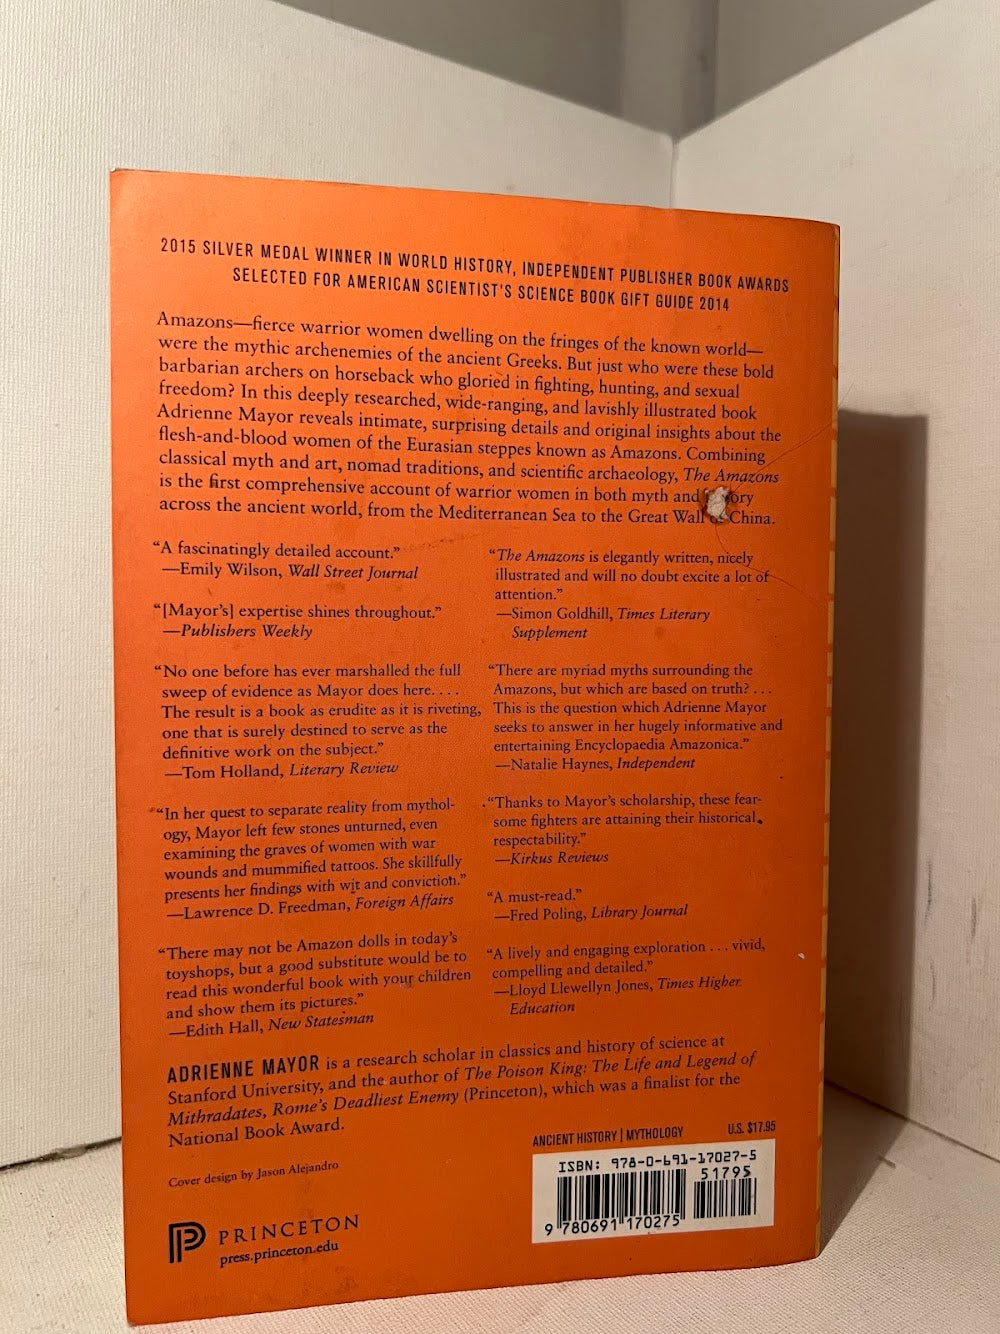 2015 SILVER MEDAL WINNER IN WORLD HISTORY, INDEPENDENT PUBLISHER BOOK AWARDS
SELECTED FOR AMERICAN SCIENTIST'S SCIENCE BOOK GIFT GUIDE 2014
Amazons—fierce warrior women dwelling on the fringes of the known world—
were the mythic archenemies of the ancient Greeks. But just who were these bold
barbarian archers on horseback who gloried in fighting, hunting, and sexual
freedom? In this deeply researched, wide-ranging, and lavishly illustrated book
Adrienne Mayor reveals intimate, surprising details and original insights about the
flesh-and-blood women of the Eurasian steppes known as Amazons. Combining
classical myth and art, nomad traditions, and scientific archaeology, The Amazons
is the first comprehensive account of warrior women in both myth and
across the ancient world, from the Mediterranean Sea to the Great Wall of China.
“A fascinatingly detailed account.”
—Emily Wilson, Wall Street Journal
“[Mayor’s] expertise shines throughout.”
—Publishers Weekly
“No one before has ever marshalled the full
sweep of evidence as Mayor does here. . . .
The result is a book as erudite as it is riveting,
one that is surely destined to serve as the
definitive work on the subject.”
—Tom Holland, Literary Review
“In her quest to separate reality from mythol-
ogy, Mayor left few stones unturned, even
examining the graves of women with war
wounds and mummified tattoos. She skillfully
presents her findings with wit and conviction.”
—Lawrence D. Freedman, Foreign Affairs
“There may not be Amazon dolls in today’s
toyshops, but a good substitute would be to
read this wonderful book with your children
and show them its pictures.”
—Edith Hall, New Statesman
“The Amazons is elegantly written, nicely
illustrated and will no doubt excite a lot of
attention.”
—Simon Goldhill, Times Literary
Supplement
“There are myriad myths surrounding the
Amazons, but which are based on truth? . . .
This is the question which Adrienne Mayor
seeks to answer in her hugely informative and
entertaining Encyclopaedia Amazonica.”
—Natalie Haynes, Independent
“Thanks to Mayor’s scholarship, these fear-
some fighters are attaining their historical
respectability.”
—Kirkus Reviews
“A must-read.”
—Fred Poling, Library Journal
“A lively and engaging exploration . . . vivid,
compelling and detailed.”
—Lloyd Llewellyn Jones, Times Higher
Education
ADRIENNE MAYOR is a research scholar in classics and history of science at
Stanford University, and the author of The Poison King: The Life and Legend of
Mithradates, Rome’s Deadliest Enemy (Princeton), which was a finalist for the
National Book Award.
Cover design by Jason Alejandro
PRINCETON
press.princeton.edu
ANCIENT HISTORY | MYTHOLOGY U.S. $17.95
ISBN: 978-0-691-17027-5
51795
9 780691 170275